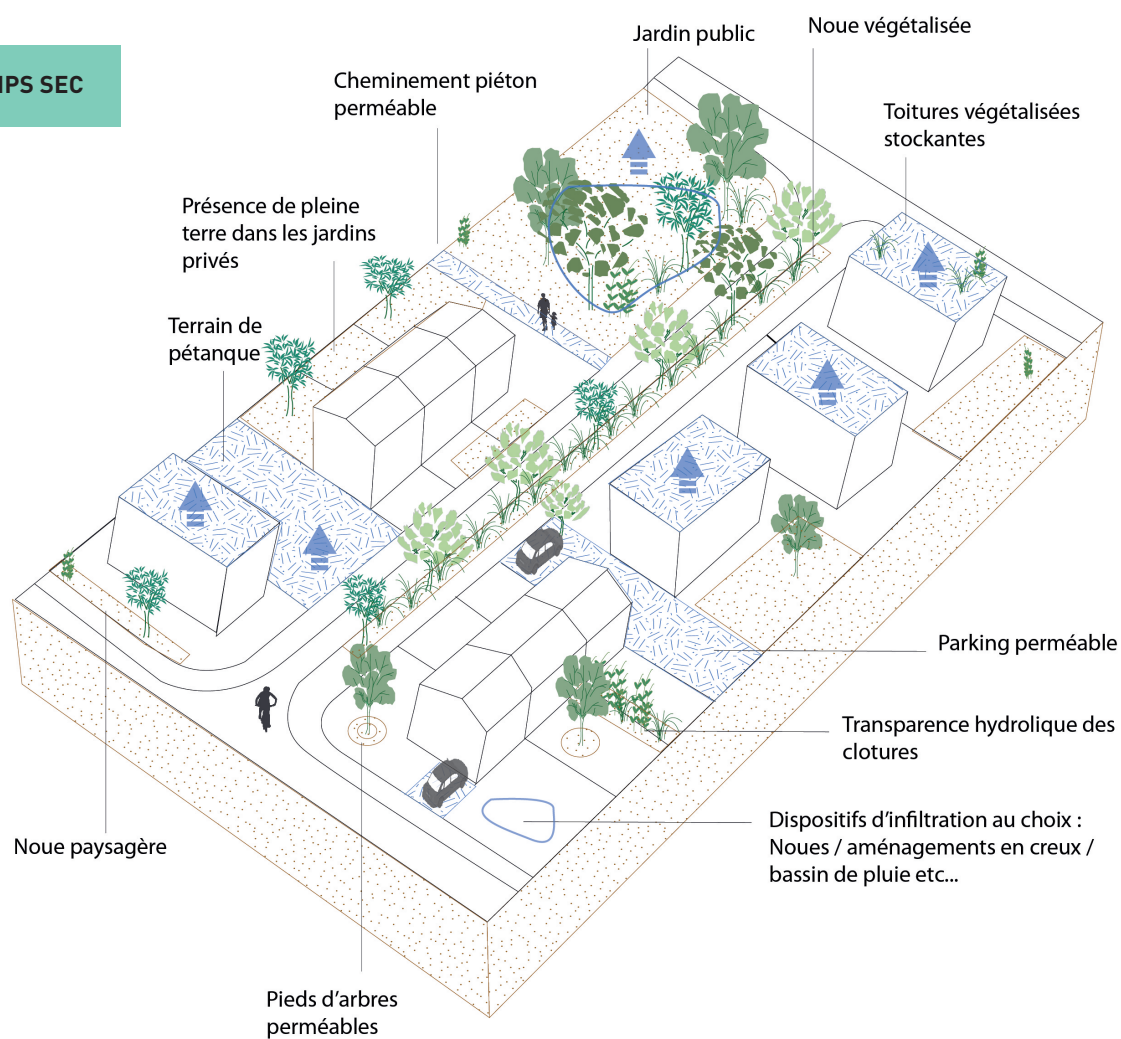 MPS SEC
Jardin public
Noue végétalisée
Cheminement piéton
perméable
Toitures végétalisées
stockantes
Présence de pleine
terre dans les jardins
privés
Terrain de
pétanque
Parking perméable
Transparence hydrolique des
clotures
Dispositifs d’infiltration au choix :
Noues / aménagements en creux /
bassin de pluie etc...
Noue paysagère
Pieds d’arbres
perméables